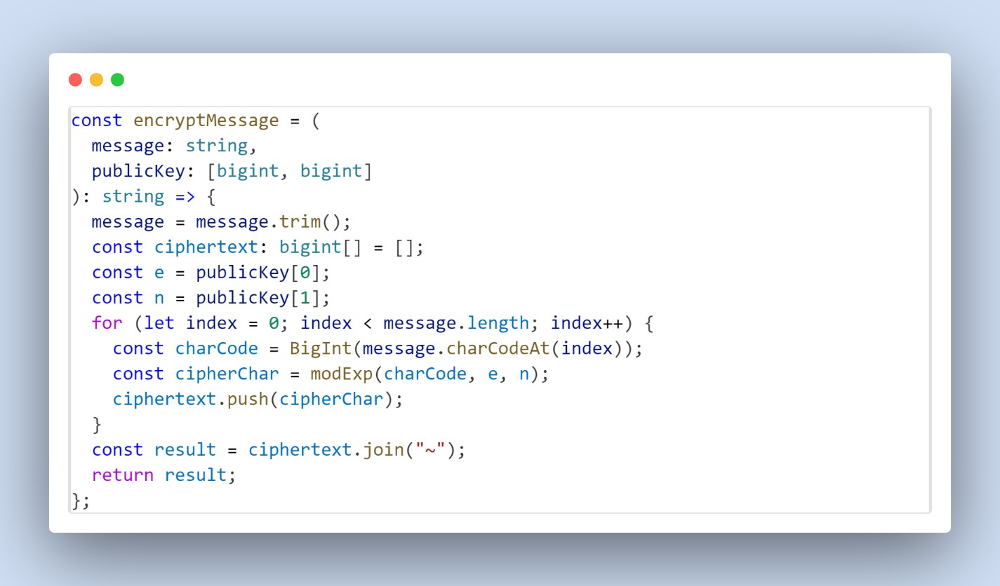 const encryptMessage = (
  message: string,
  publicKey: [bigint, bigint]
): string => {
  message = message.trim();
  const ciphertext: bigint[] = [];
  const e = publicKey[0];
  const n = publicKey[1];
  for (let index = 0; index < message.length; index++) {
    const charCode = BigInt(message.charCodeAt(index));
    const cipherChar = modExp(charCode, e, n);
    ciphertext.push(cipherChar);
  }
  const result = ciphertext.join("~");
  return result;
};